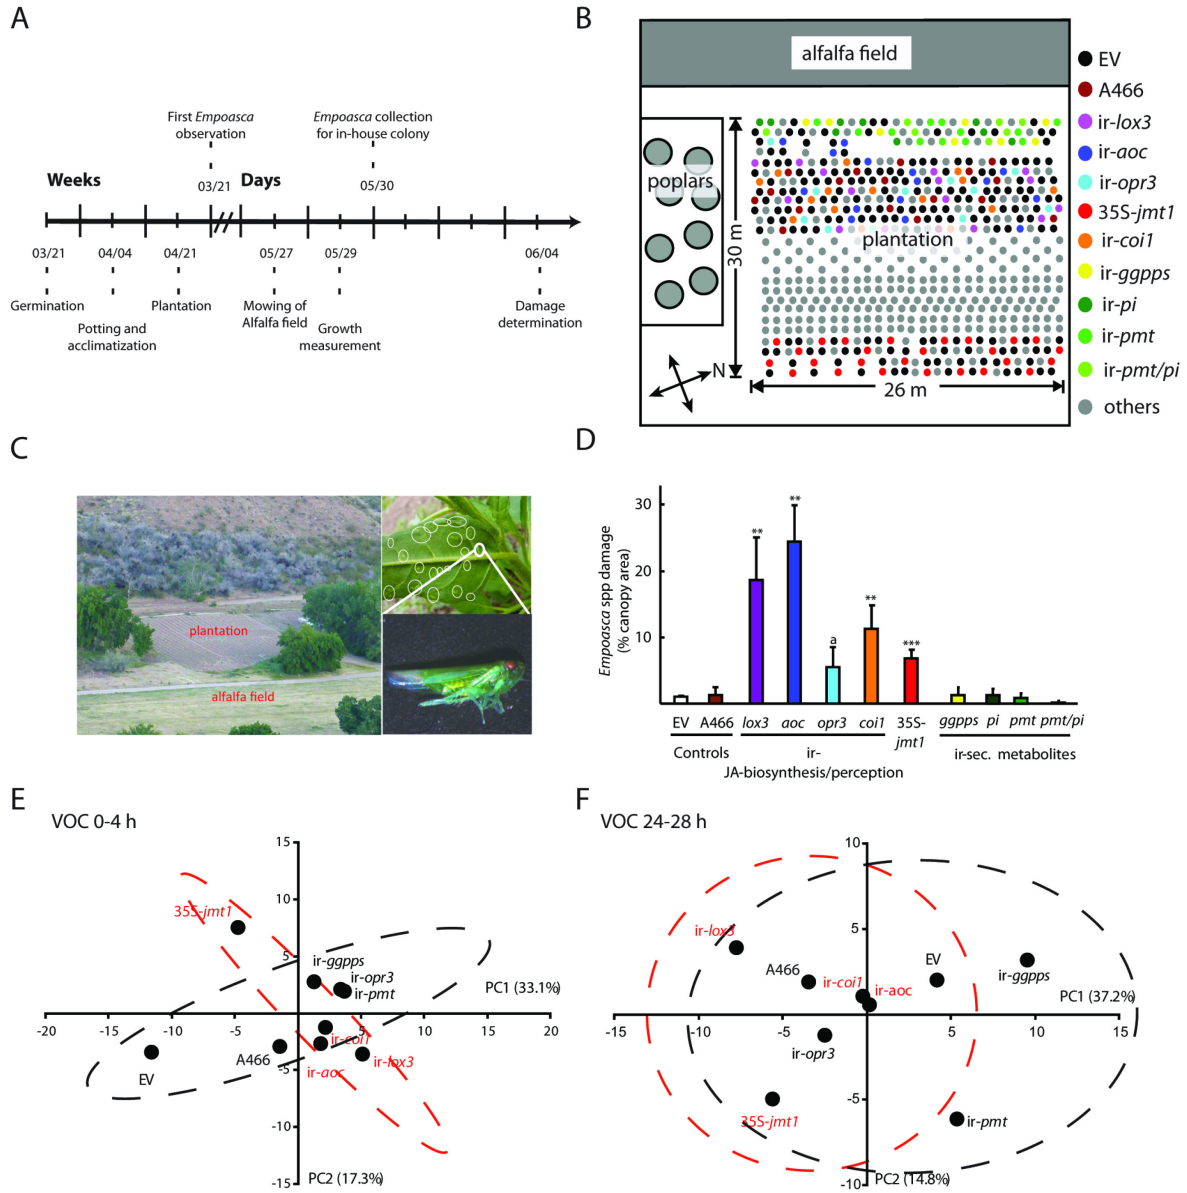 A
First Empoasca
observation
Empoasca collection
for in-house colony
Weeks
03/21
Days
05/30
03/21
04/04
04/21
05/27
05/29
06/04
Germination
Potting and
acclimatization
Plantation
Mowing of
Alfalfa field
Growth
measurement
Damage
determination
B
alfalfa field
poplars
30 m
plantation
N
26 m
EV
A466
ir-lox3
ir-aoc
ir-opr3
35S-jmt1
ir-coi1
ir-ggpps
ir-pi
ir-pmt
ir-pmt/pi
others
C
plantation
alfalfa field
D
Empoasca spp damage
(% canopy area)
30
20
10
**
**
a
**
***
EV
A466
lox3
aoc
opr3
coi1
35S-
jmt1
ggpps
pi
pmt
pmt/pi
Controls
ir-
JA-biosynthesis/perception
ir-sec. metabolites
E
VOC 0-4 h
15
10
5
-5
-10
-15
-20
-15
-10
-5
5
10
15
20
35S-jmt1
ir-ggpps
ir-opr3
ir-pmt
PC1 (33.1%)
EV
A466
ir-coi1
ir-aoc
ir-lox3
PC2 (17.3%)
F
VOC 24-28 h
10
5
-5
-10
-15
-10
-5
0
5
10
15
ir-lox3
A466
ir-coi1
ir-aoc
EV
ir-ggpps
PC1 (37.2%)
ir-opr3
35S-jmt1
ir-pmt
PC2 (14.8%)